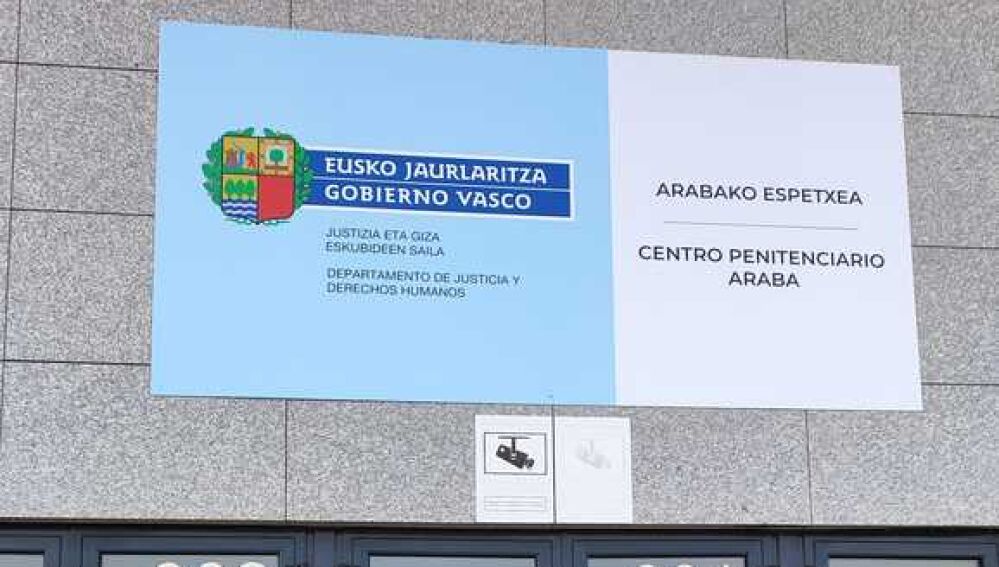 EUSKO JAURLARITZA
GOBIERNO VASCO
JUSTIZIA ETA GIZA
ESKUBIDEEN SAILA
DEPARTAMENTO DE JUSTICIA Y
DERECHOS HUMANOS
ARABAKO ESPETXEA
CENTRO PENITENCIARIO
ARABA